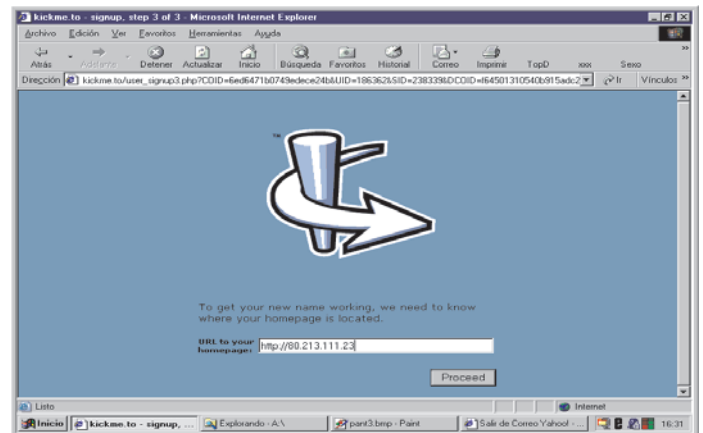 kickme.to - signup, step 3 of 3 - Microsoft Internet Explorer
Archivo Edición Ver Favoritos Herramientas Ayuda
Atrás Adelante Detener Actualizar Inicio Búsqueda Favoritos Historial Correo Imprimir TopD xxx Sexo »
Dirección kickme.to/user_signup3.php?COID=6ed6471b0749edece24b&UID=186362&SID=238339&DCOID=f64501310540b915adc2 Ir Vínculos »
™
To get your new name working, we need to know
where your homepage is located.
URL to your
homepage: http://80.213.111.23
Proceed
Listo Internet
Inicio kickme.to - signup, ... Explorando - A:\ pant3.bmp - Paint Salir de Correo Yahoo! - ... 16:31